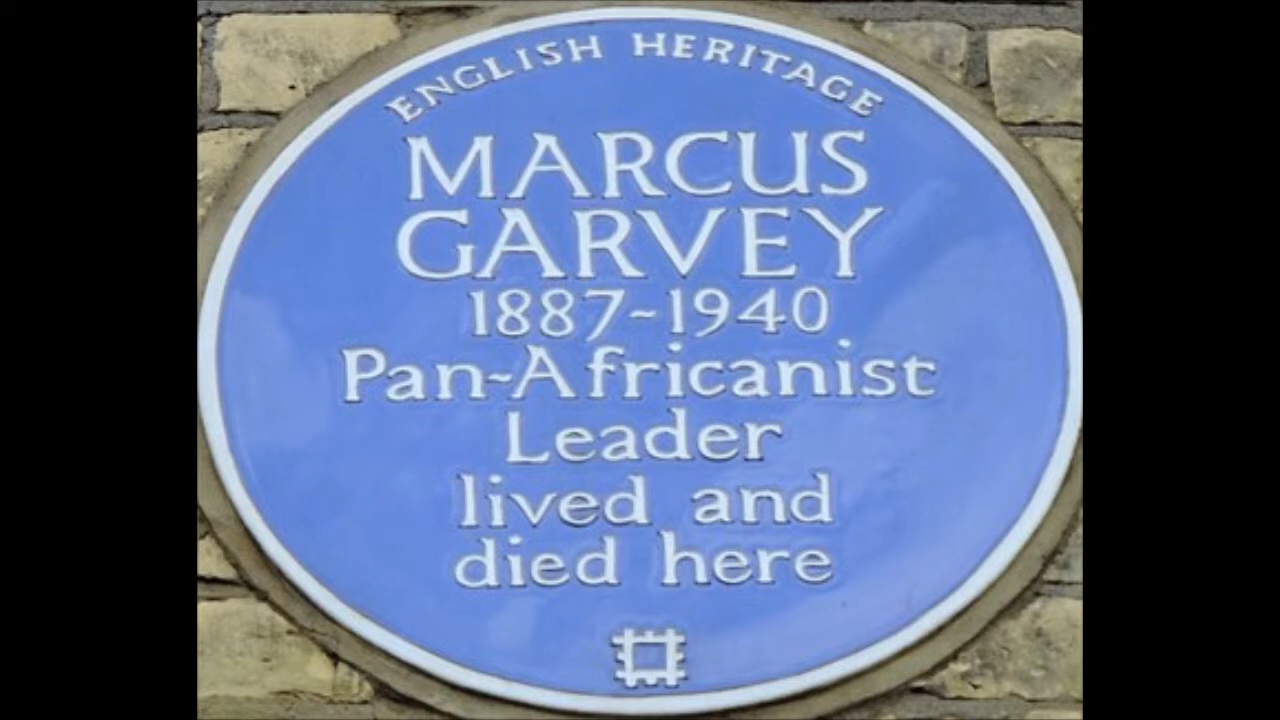 ENGLISH HERITAGE
MARCUS
GARVEY
1887~1940
Pan-Africanist
Leader
lived and
died here